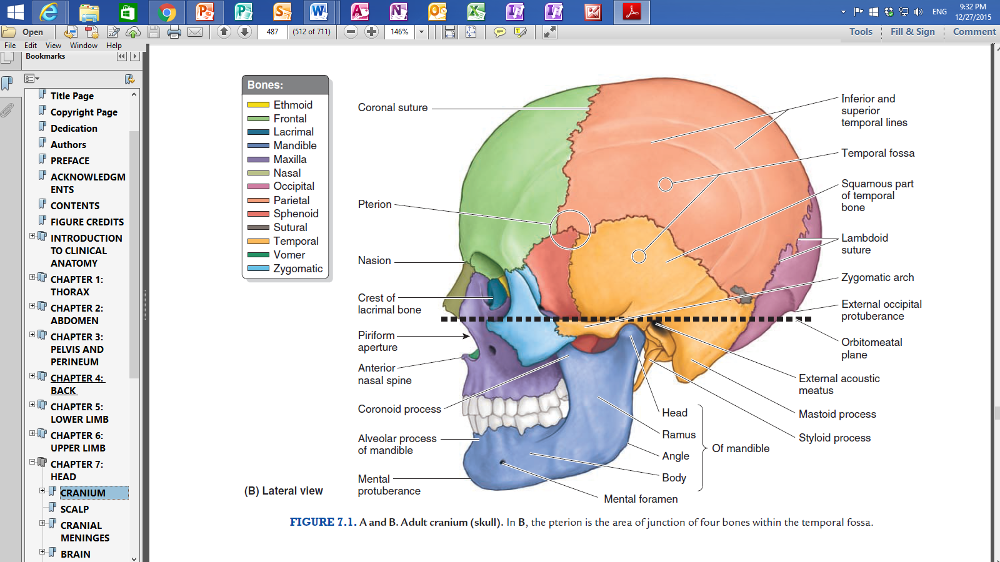 9:32 PM
ENG
12/27/2015
Open
487
(512 of 711)
146%
Tools
Fill & Sign
Comment
File Edit View Window Help
Bookmarks
Title Page
Copyright Page
Dedication
Authors
PREFACE
ACKNOWLEDGM
ENTS
CONTENTS
FIGURE CREDITS
INTRODUCTION
TO CLINICAL
ANATOMY
CHAPTER 1:
THORAX
CHAPTER 2:
ABDOMEN
CHAPTER 3:
PELVIS AND
PERINEUM
CHAPTER 4:
BACK
CHAPTER 5:
LOWER LIMB
CHAPTER 6:
UPPER LIMB
CHAPTER 7:
HEAD
CRANIUM
SCALP
CRANIAL
MENINGES
BRAIN
Bones:
Ethmoid
Frontal
Lacrimal
Mandible
Maxilla
Nasal
Occipital
Parietal
Sphenoid
Sutural
Temporal
Vomer
Zygomatic
Coronal suture
Pterion
Nasion
Crest of
lacrimal bone
Piriform
aperture
Anterior
nasal spine
Coronoid process
Alveolar process
of mandible
Mental
protuberance
Inferior and
superior
temporal lines
Temporal fossa
Squamous part
of temporal
bone
Lambdoid
suture
Zygomatic arch
External occipital
protuberance
Orbitomeatal
plane
External acoustic
meatus
Mastoid process
Styloid process
Head
Ramus
Angle
Body
Of mandible
Mental foramen
(B) Lateral view
FIGURE 7.1. A and B. Adult cranium (skull). In B, the pterion is the area of junction of four bones within the temporal fossa.